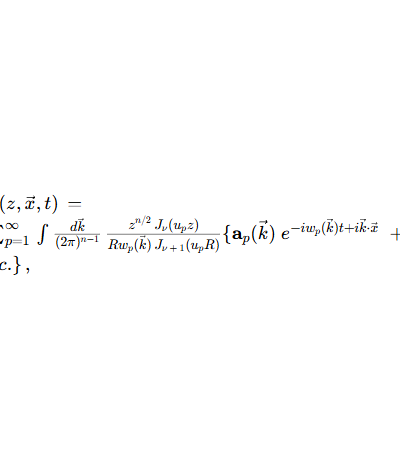 (z, \vec{x}, t) =
_{p=1}^{\infty} \int \frac{d\vec{k}}{(2\pi)^{n-1}} \frac{z^{n/2} J_\nu(u_p z)}{R w_p(\vec{k}) J_{\nu+1}(u_p R)} \{ \mathbf{a}_p(\vec{k}) e^{-i w_p(\vec{k}) t + i \vec{k} \cdot \vec{x}} +
c.\} ,